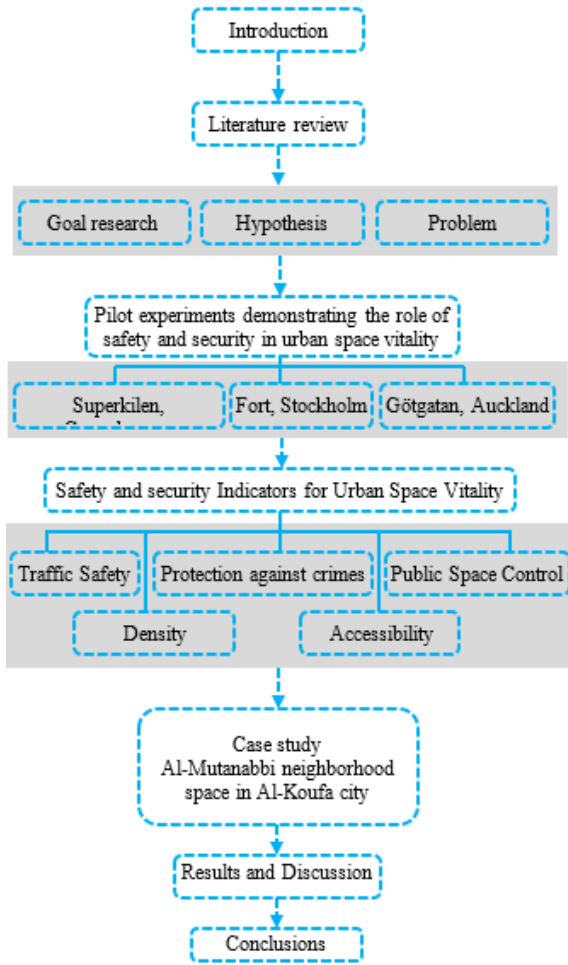 Introduction
Literature review
Goal research
Hypothesis
Problem
Pilot experiments demonstrating the role of
safety and security in urban space vitality
Superkilen,
Fort, Stockholm
Götgatan, Auckland
Safety and security Indicators for Urban Space Vitality
Traffic Safety
Protection against crimes
Public Space Control
Density
Accessibility
Case study
Al-Mutanabbi neighborhood
space in Al-Koufa city
Results and Discussion
Conclusions